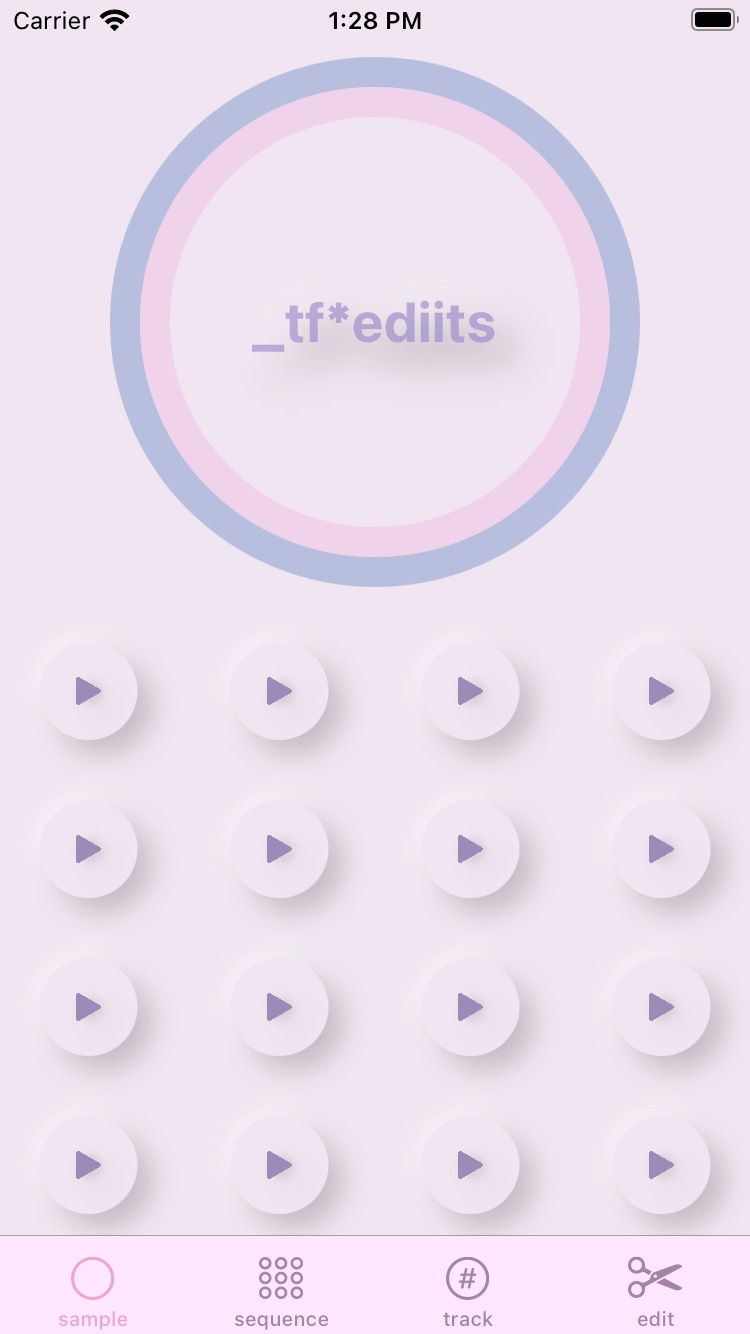 Carrier 1:28 PM
_tf*ediits
sample sequence track edit